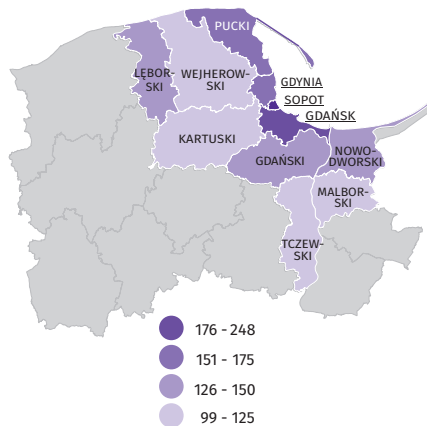 PUCKI
LĘBOR-
SKI
WEJHEROW-
SKI
GDYNIA
SOPOT
GDAŃSK
KARTUSKI
GDAŃSKI
NOWO-
DWORSKI
MALBOR-
SKI
TCZEW-
SKI
176 - 248
151 - 175
126 - 150
99 - 125